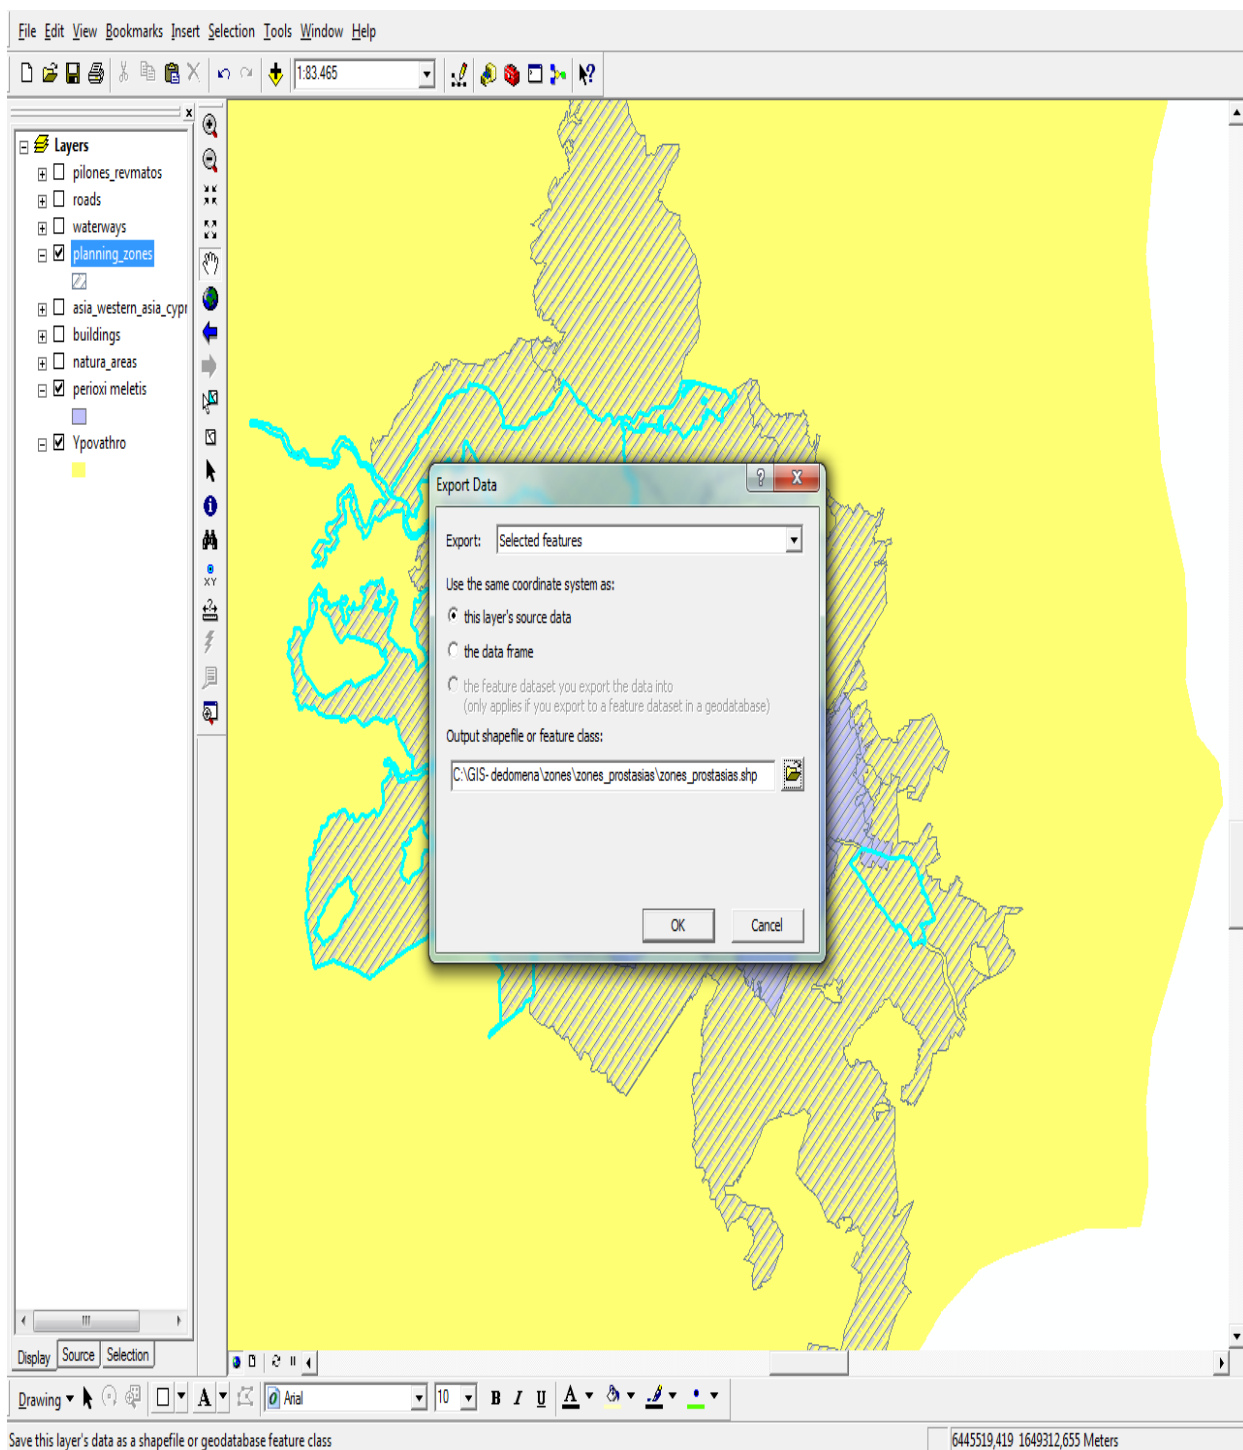 File Edit View Bookmarks Insert Selection Tools Window Help
1:83.465
Layers
pilones_revmatos
roads
waterways
planning_zones
asia_western_asia_cypr
buildings
natura_areas
perioxi meletis
Ypovathro
XY
Export Data
Export: Selected features
Use the same coordinate system as:
this layer's source data
the data frame
the feature dataset you export the data into
(only applies if you export to a feature dataset in a geodatabase)
Output shapefile or feature class:
C:\GIS- dedomena\zones\zones_prostasias\zones_prostasias.shp
OK Cancel
Display Source Selection
Drawing A Arial 10 B I U A
Save this layer's data as a shapefile or geodatabase feature class
6445519,419 1649312,655 Meters